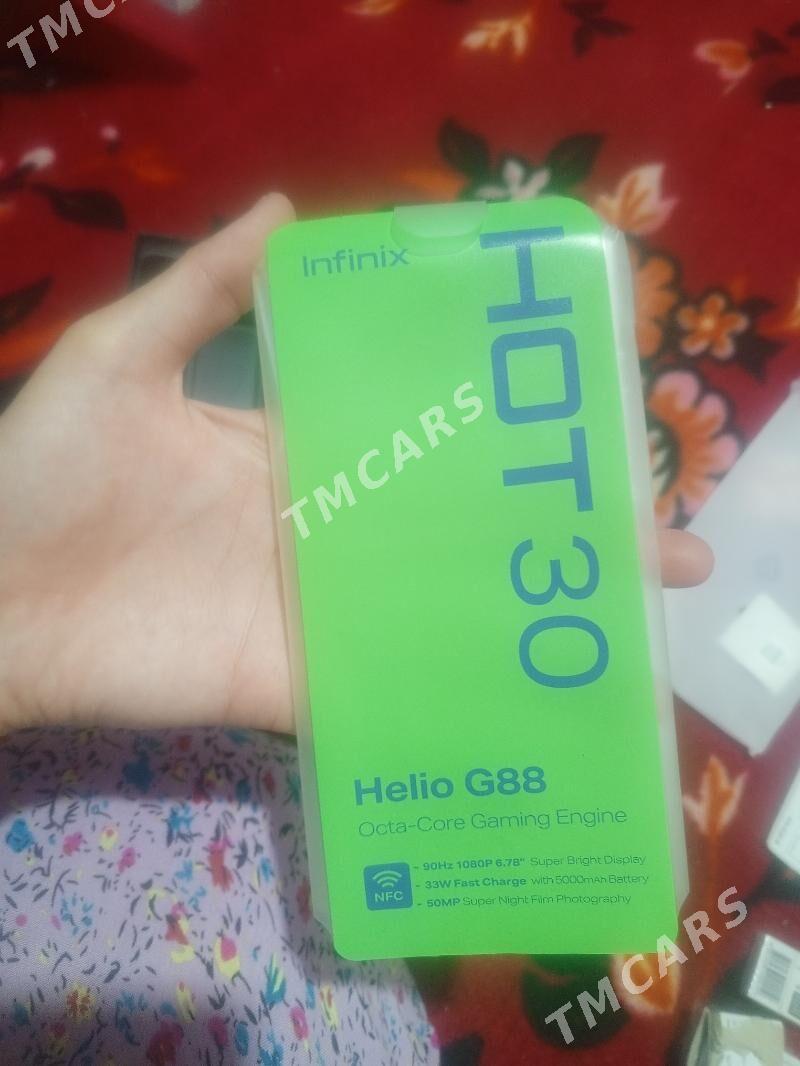 TMC
Infinix
HOT 30
TMCARS
Helio G88
Octa-Core Gaming Engine
NFC
- 90Hz 1080P 6.78" Super Bright Display
- 33W Fast Charge with 5000mAh Battery
- 50MP Super Night Film Photography
TMCARS